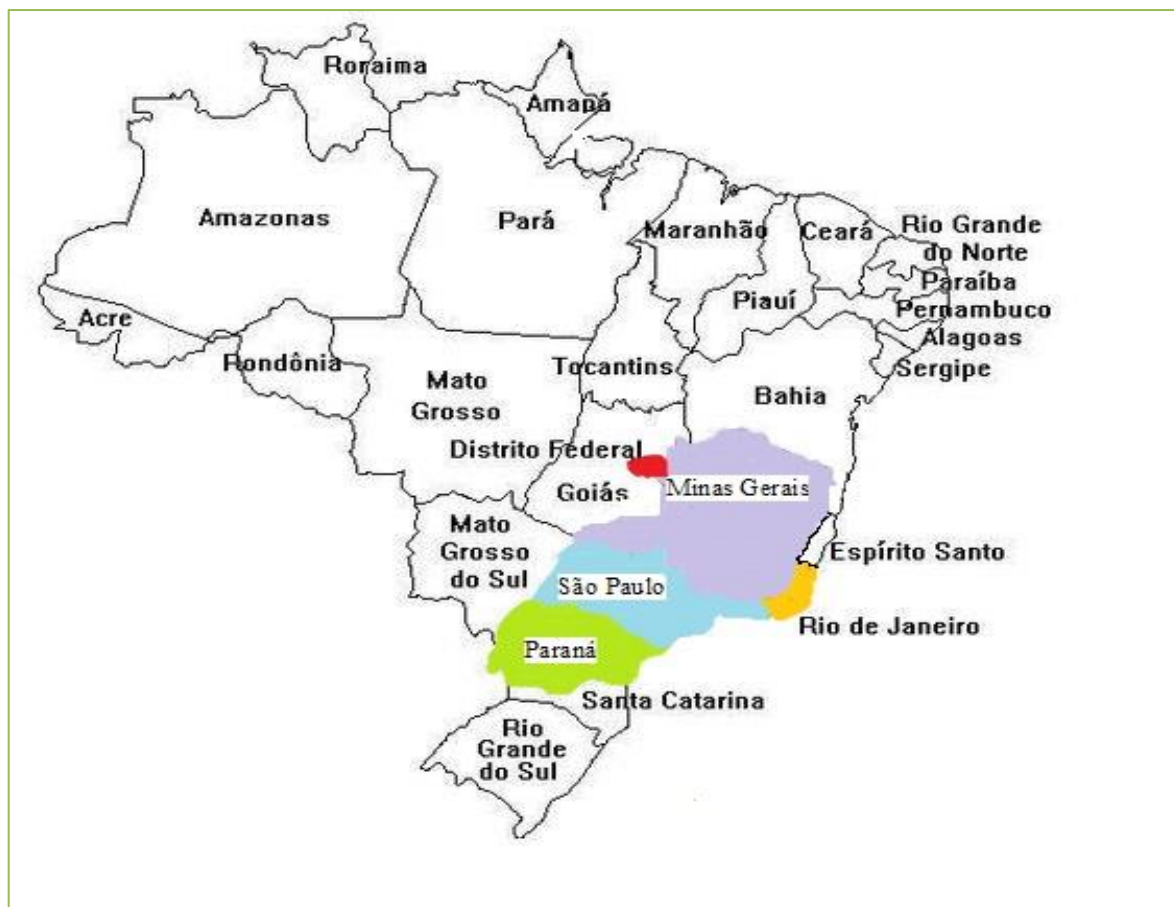 Roraima
Amapá
Amazonas
Pará
Maranhão
Ceará
Rio Grande
do Norte
Paraíba
Piauí
Pernambuco
Acre
Alagoas
Rondônia
Tocantins
Sergipe
Mato
Grosso
Bahia
Distrito Federal
Goiás
Minas Gerais
Mato
Grosso
do Sul
Espírito Santo
São Paulo
Rio de Janeiro
Paraná
Santa Catarina
Rio
Grande
do Sul